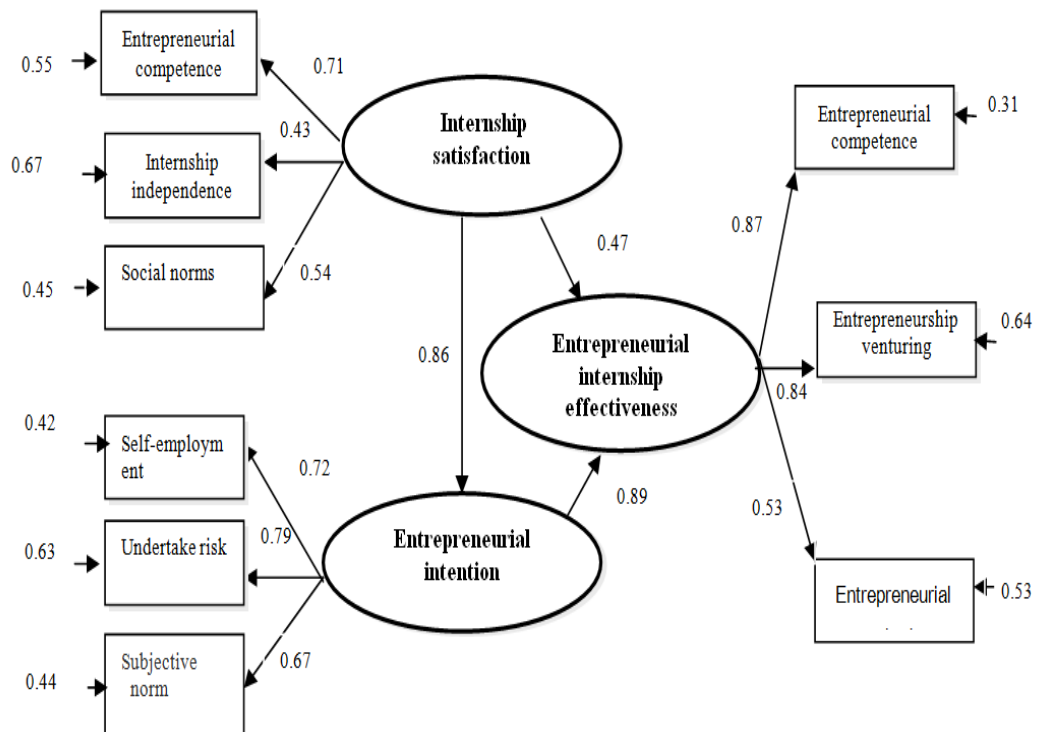 Entrepreneurial
competence
0.55
0.71
Internship
satisfaction
Entrepreneurial
competence
0.31
0.43
0.67
Internship
independence
0.87
0.47
Social norms
0.45
0.54
Entrepreneurship
venturing
0.64
0.86
Entrepreneurial
internship
effectiveness
0.84
0.42
Self-employm
ent
0.72
0.89
0.53
0.63
Undertake risk
0.79
Entrepreneurial
intention
Entrepreneurial
0.53
Subjective
norm
0.44
0.67